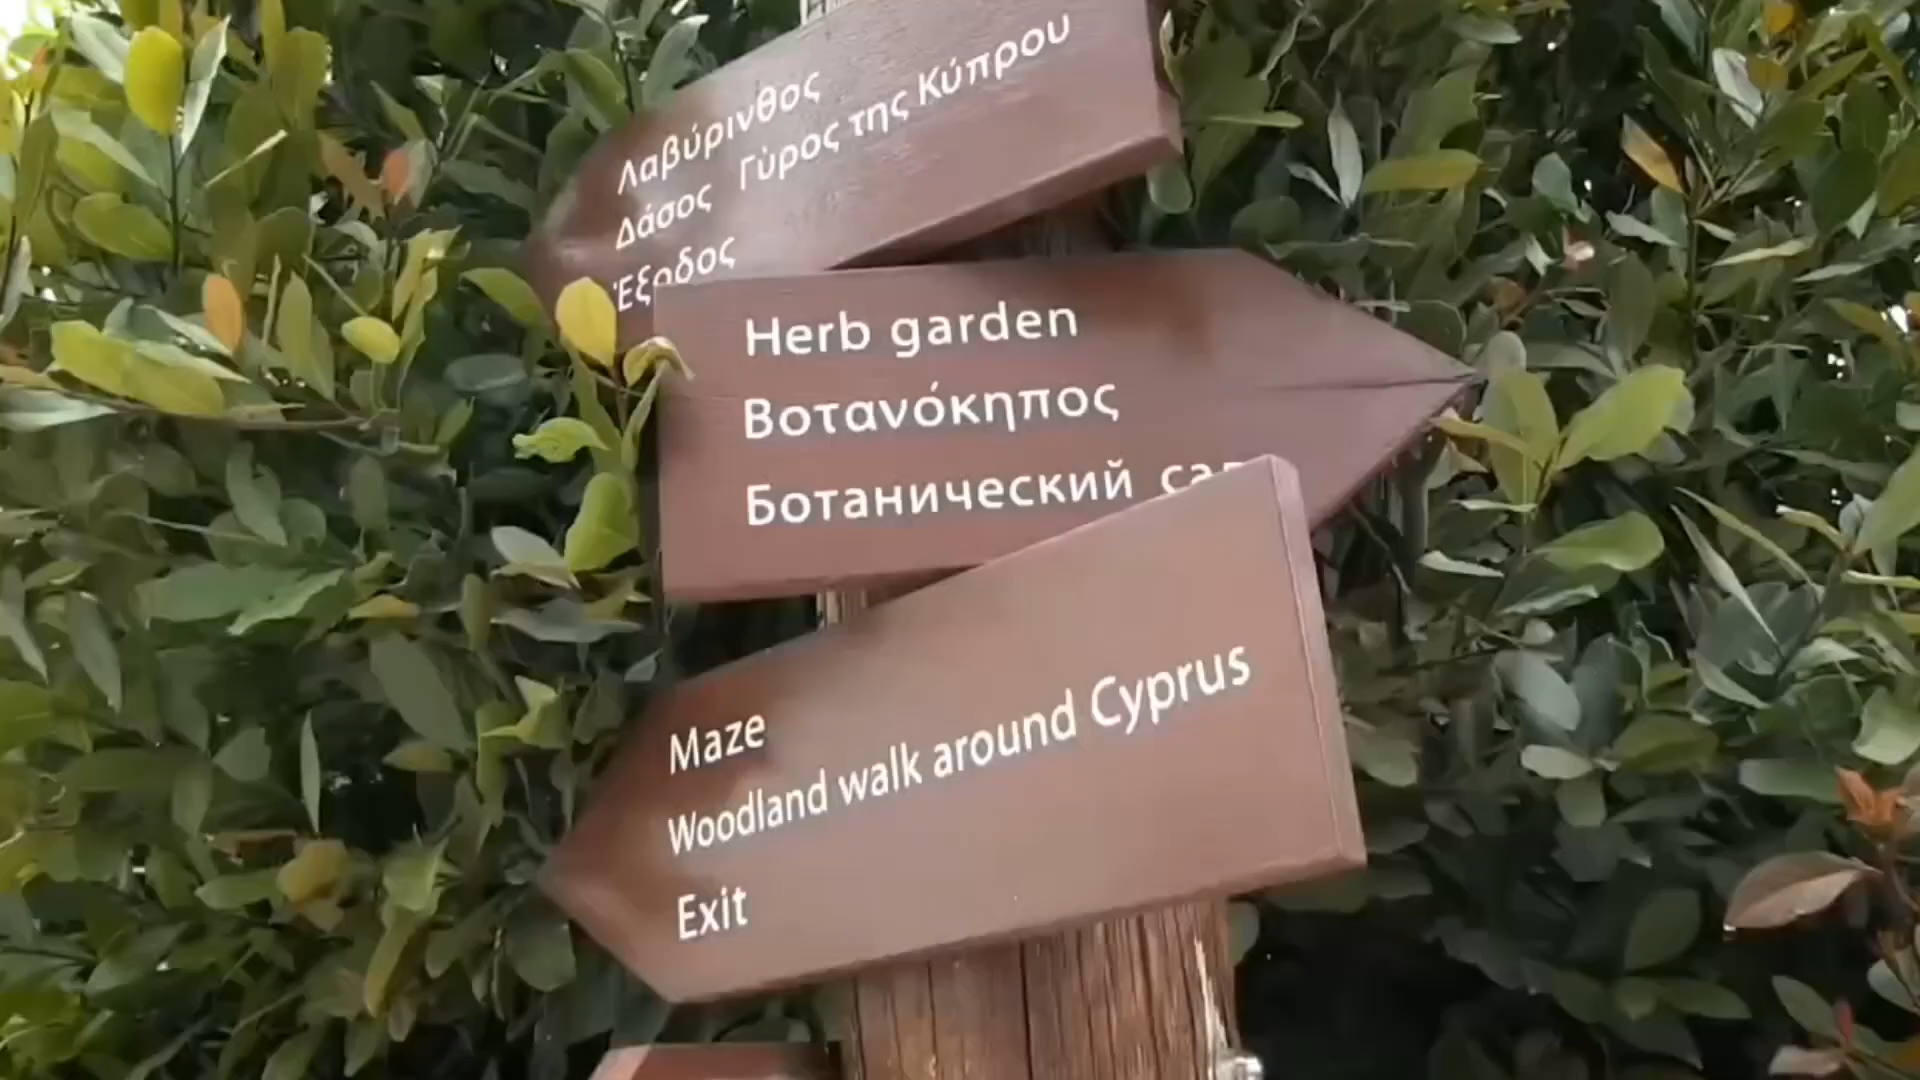 Λαβύρινθος
Δάσος Γύρος της Κύπρου
Έξοδος
Herb garden
Βοτανόκηπος
Ботанический
Maze
Woodland walk around Cyprus
Exit